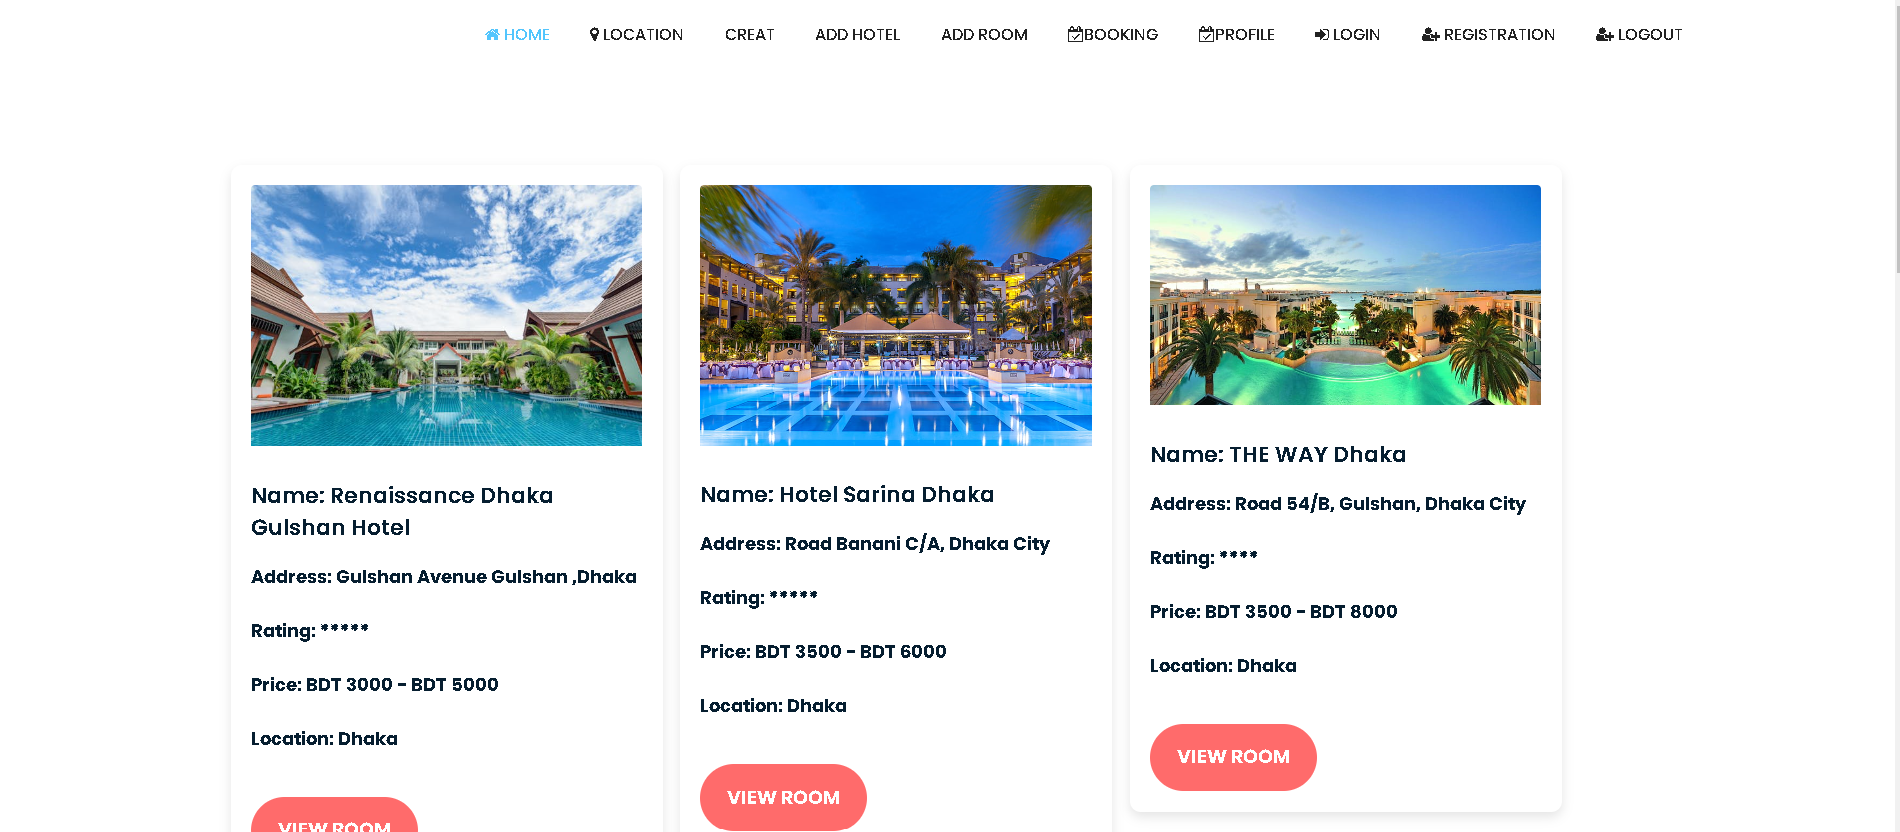 HOME LOCATION CREAT ADD HOTEL ADD ROOM BOOKING PROFILE LOGIN REGISTRATION LOGOUT
Name: Renaissance Dhaka
Gulshan Hotel
Address: Gulshan Avenue Gulshan ,Dhaka
Rating: *****
Price: BDT 3000 - BDT 5000
Location: Dhaka
VIEW ROOM
Name: Hotel Sarina Dhaka
Address: Road Banani C/A, Dhaka City
Rating: *****
Price: BDT 3500 - BDT 6000
Location: Dhaka
VIEW ROOM
Name: THE WAY Dhaka
Address: Road 54/B, Gulshan, Dhaka City
Rating: ****
Price: BDT 3500 - BDT 8000
Location: Dhaka
VIEW ROOM